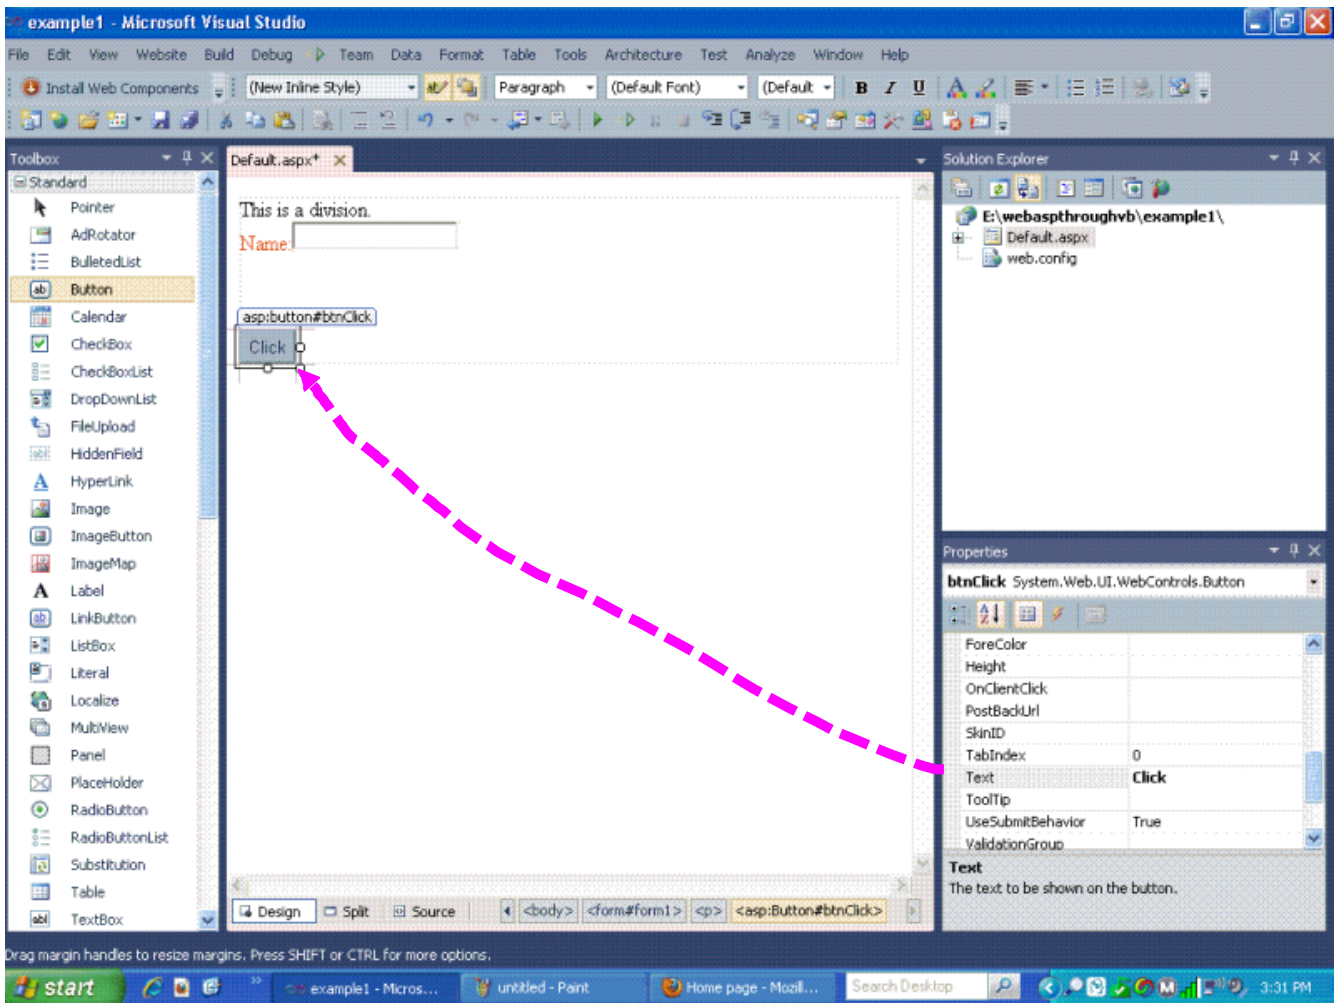 example1 - Microsoft Visual Studio
File Edit View Website Build Debug Team Data Format Table Tools Architecture Test Analyze Window Help
Install Web Components (New Inline Style) ab/ Paragraph (Default Font) (Default B I U A
Toolbox
Default.aspx*
Solution Explorer
Standard
Pointer
AdRotator
BulletedList
Button
Calendar
CheckBox
CheckBoxList
DropDownList
FileUpload
HiddenField
HyperLink
Image
ImageButton
ImageMap
Label
LinkButton
ListBox
Literal
Localize
MultiView
Panel
PlaceHolder
RadioButton
RadioButtonList
Substitution
Table
TextBox
This is a division.
Name:
asp:button#btnClick
Click
Design Split Source <body> <form#form1> <p> <asp:Button#btnClick>
E:\webaspthroughvb\example1\
Default.aspx
web.config
Properties
btnClick System.Web.UI.WebControls.Button
ForeColor
Height
OnClientClick
PostBackUrl
SkinID
TabIndex 0
Text Click
ToolTip
UseSubmitBehavior True
ValidationGroup
Text
The text to be shown on the button.
Drag margin handles to resize margins. Press SHIFT or CTRL for more options.
start example1 - Micros... untitled - Paint Home page - Mozill... Search Desktop 3:31 PM